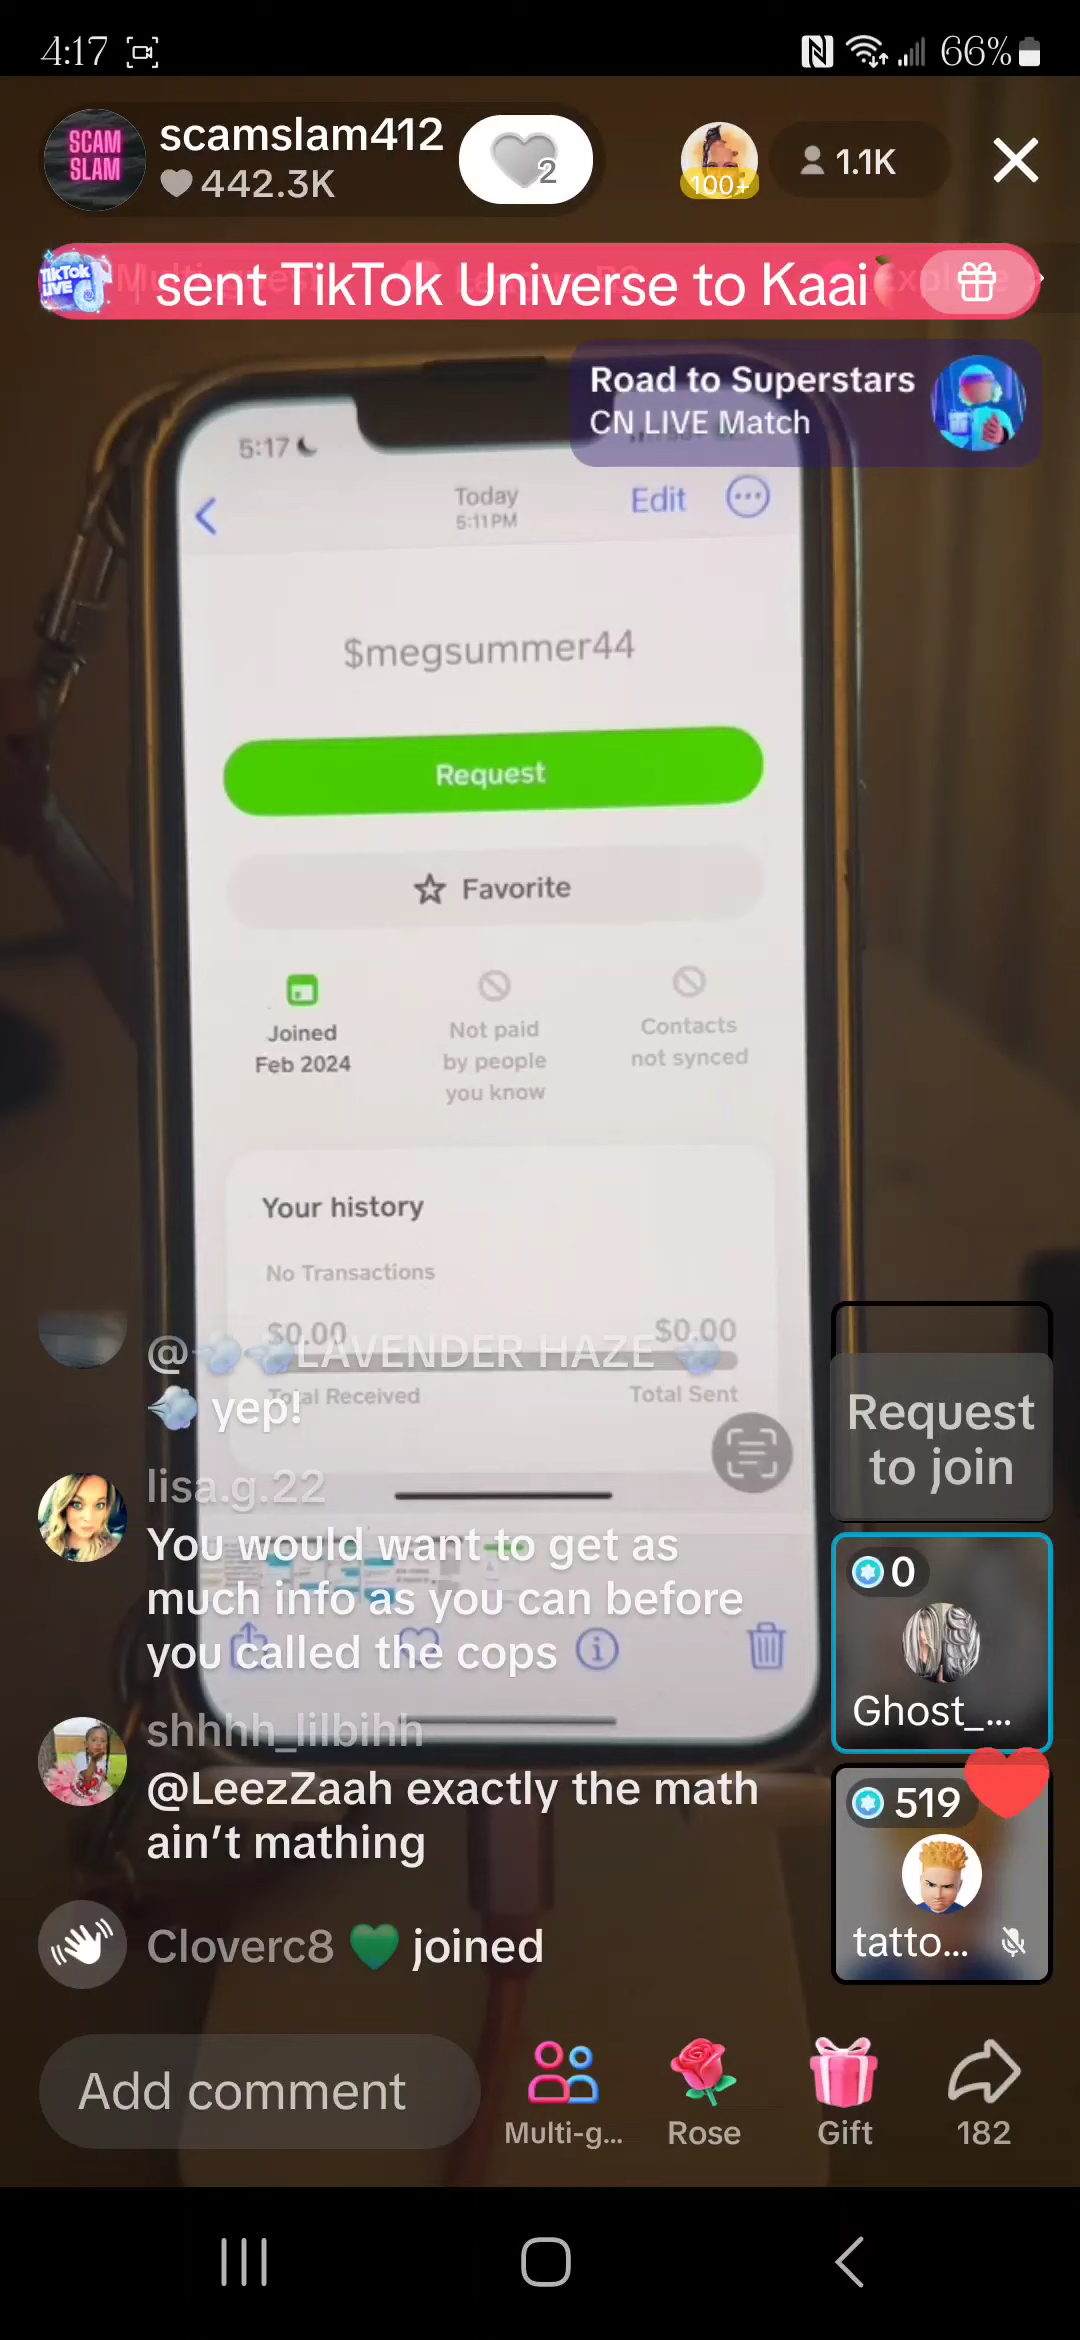 4:17
66%
SCAM
SLAM
scamslam412
442.3K
2
100+
1.1K
TikTok
LIVE
sent TikTok Universe to Kaai
Road to Superstars
CN LIVE Match
5:17
Today
5:11 PM
Edit
$megsummer44
Request
Favorite
Joined
Feb 2024
Not paid
by people
you know
Contacts
not synced
Your history
No Transactions
$0.00
$0.00
Total Received
Total Sent
@💨💨LAVENDER HAZE💨
💨 yep!
lisa.g.22
You would want to get as
much info as you can before
you called the cops
shhhh_lilbihh
@LeezZaah exactly the math
ain't mathing
Cloverc8 💚 joined
Request
to join
0
Ghost_...
519
tatto...
Add comment
Multi-g...
Rose
Gift
182